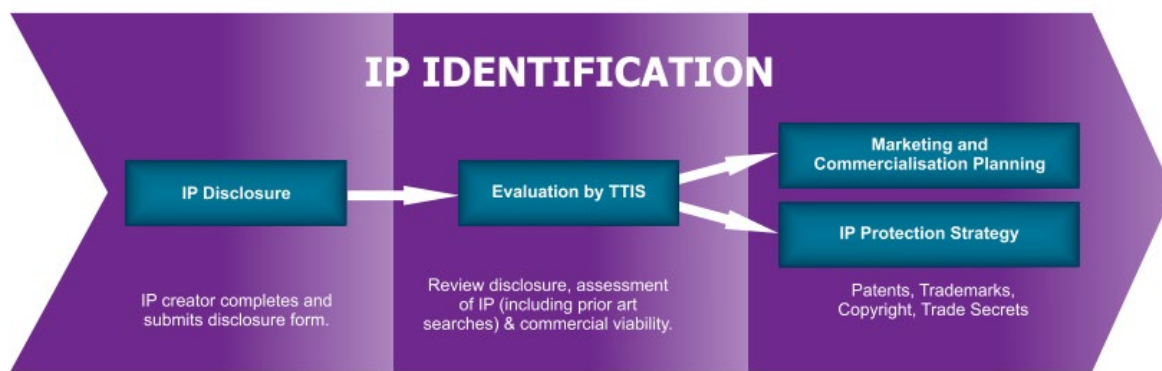 IP IDENTIFICATION
IP Disclosure
IP creator completes and
submits disclosure form.
Evaluation by TTIS
Review disclosure, assessment
of IP (including prior art
searches) & commercial viability.
Marketing and
Commercialisation Planning
IP Protection Strategy
Patents, Trademarks,
Copyright, Trade Secrets